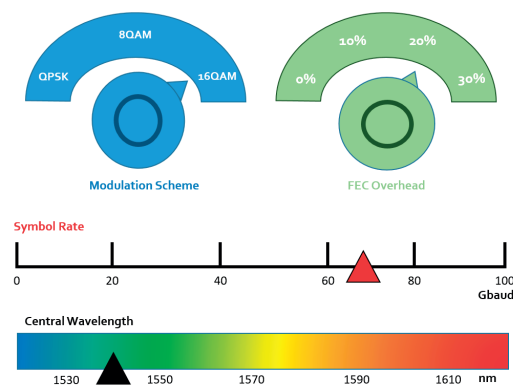 8QAM
QPSK
16QAM
Modulation Scheme
10%
20%
0%
30%
FEC Overhead
Symbol Rate
0 20 40 60 80 100
Gbaud
Central Wavelength
1530 1550 1570 1590 1610 nm